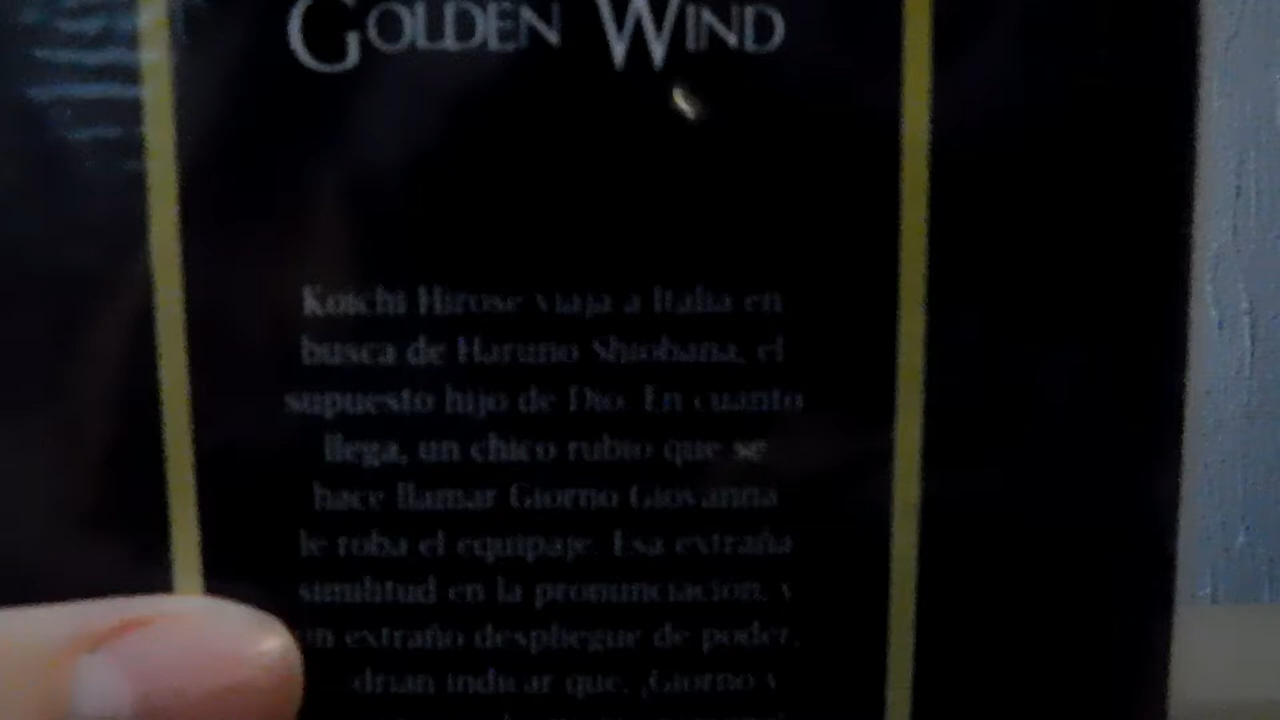 GOLDEN WIND
Koichi Hirose viaja a Italia en
busca de Haruno Shiobana, el
supuesto hijo de Dio. En cuanto
llega, un chico rubio que se
hace llamar Giorno Giovanna
le roba el equipaje. Esa extraña
similitud en la pronunciación, y
un extraño despliegue de poder,
drían indicar que, ¿Giorno y